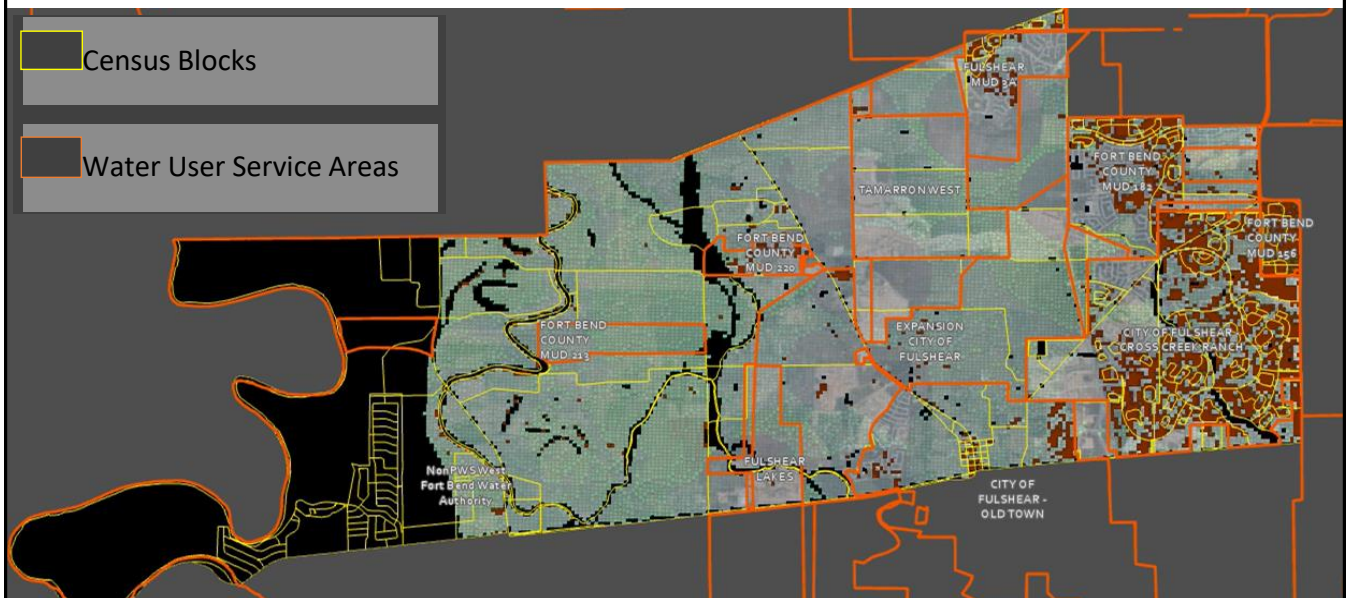 Census Blocks
Water User Service Areas
FULSHEAR
MUD 3A
FORT BEND
COUNTY
MUD 182
TAMARRON WEST
FORT BEND
COUNTY
MUD 156
FORT BEND
COUNTY
MUD 220
FORT BEND
COUNTY
MUD 213
EXPANSION
CITY OF
FULSHEAR
CITY OF FULSHEAR
CROSS CREEK RANCH
NonPWS West
Fort Bend Water
Authority
FULSHEAR
LAKES
CITY OF
FULSHEAR -
OLD TOWN